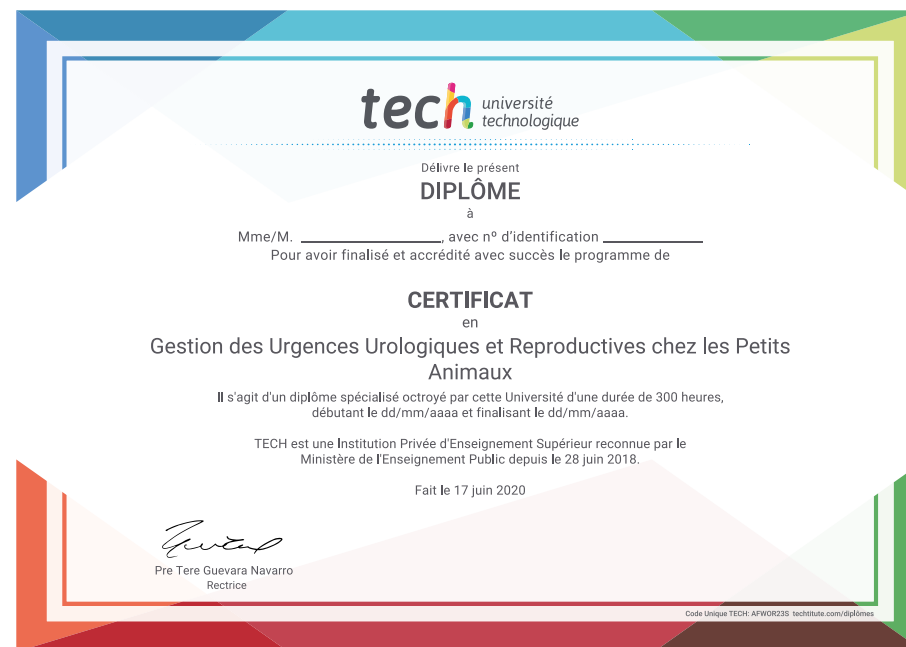 tech université
technologique
Délivre le présent
DIPLÔME
à
Mme/M. ____________________, avec nº d'identification ______________
Pour avoir finalisé et accrédité avec succès le programme de
CERTIFICAT
en
Gestion des Urgences Urologiques et Reproductives chez les Petits
Animaux
Il s'agit d'un diplôme spécialisé octroyé par cette Université d'une durée de 300 heures,
débutant le dd/mm/aaaa et finalisant le dd/mm/aaaa.
TECH est une Institution Privée d'Enseignement Supérieur reconnue par le
Ministère de l'Enseignement Public depuis le 28 juin 2018.
Fait le 17 juin 2020
Pre Tere Guevara Navarro
Rectrice
Code Unique TECH: AFWOR23S techtitute.com/diplômes